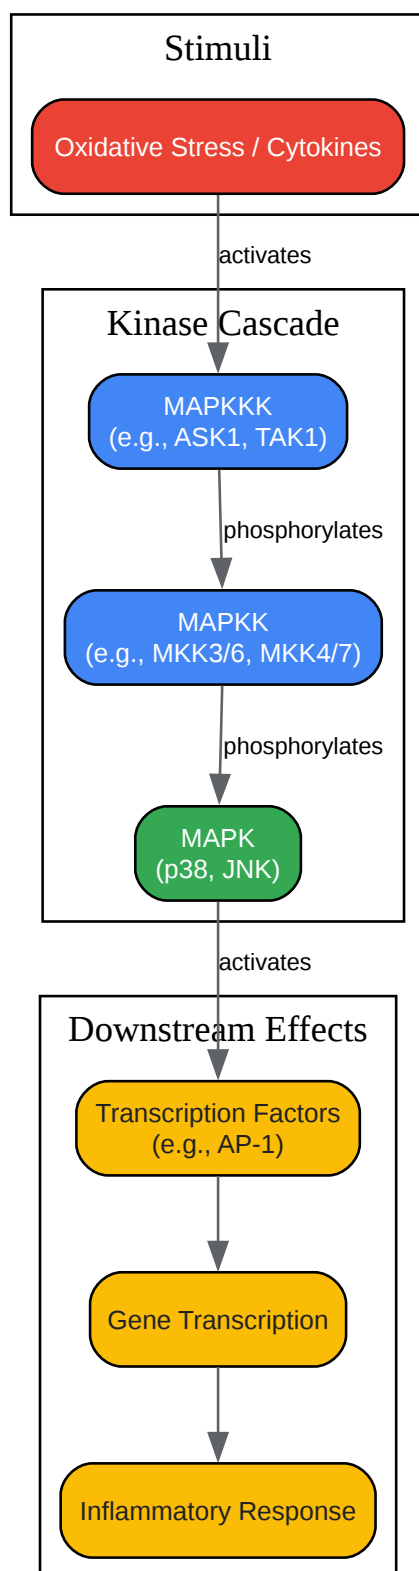 Stimuli
Oxidative Stress / Cytokines
activates
Kinase Cascade
MAPKKK
(e.g., ASK1, TAK1)
phosphorylates
MAPKK
(e.g., MKK3/6, MKK4/7)
phosphorylates
MAPK
(p38, JNK)
activates
Downstream Effects
Transcription Factors
(e.g., AP-1)
Gene Transcription
Inflammatory Response